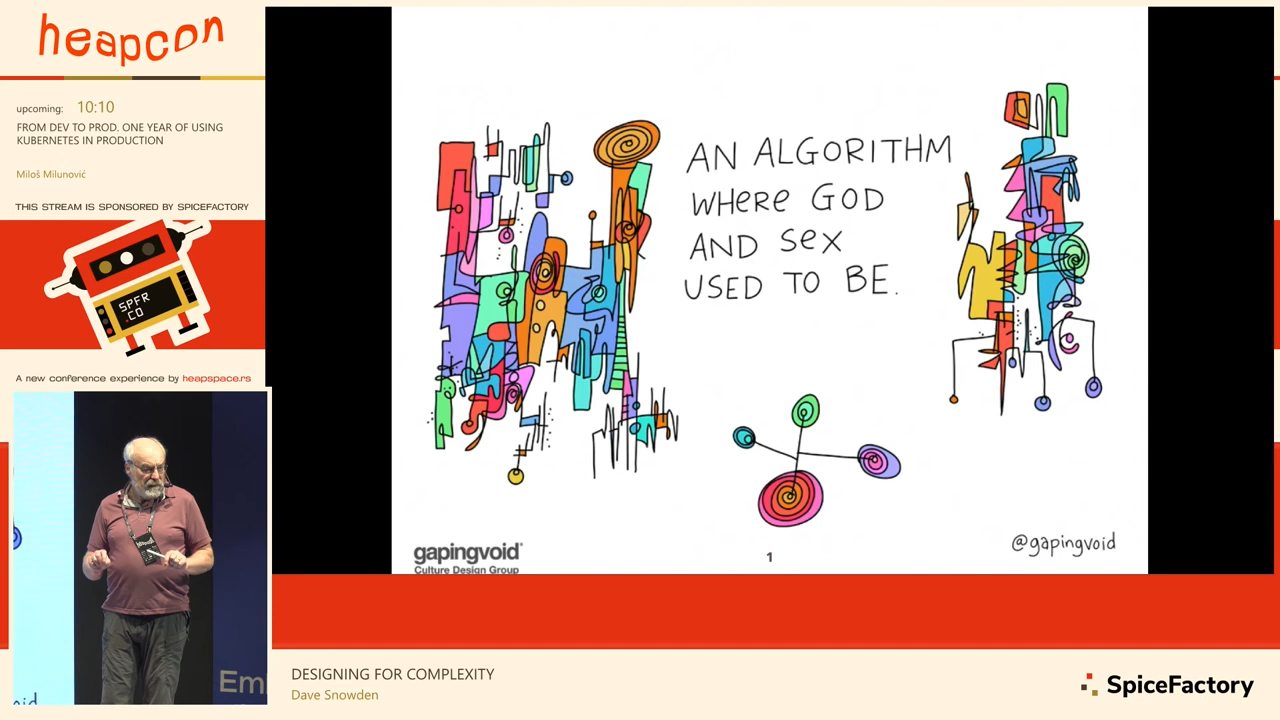 heapcon
upcoming: 10:10
FROM DEV TO PROD. ONE YEAR OF USING
KUBERNETES IN PRODUCTION
Miloš Milunović
THIS STREAM IS SPONSORED BY SPICEFACTORY
SPFR
.CO
A new conference experience by heapspace.rs
AN ALGORITHM
WHERE GOD
AND SEX
USED TO BE.
gapingvoid®
Culture Design Group
1
@gapingvoid
Em
oid
DESIGNING FOR COMPLEXITY
Dave Snowden
SpiceFactory